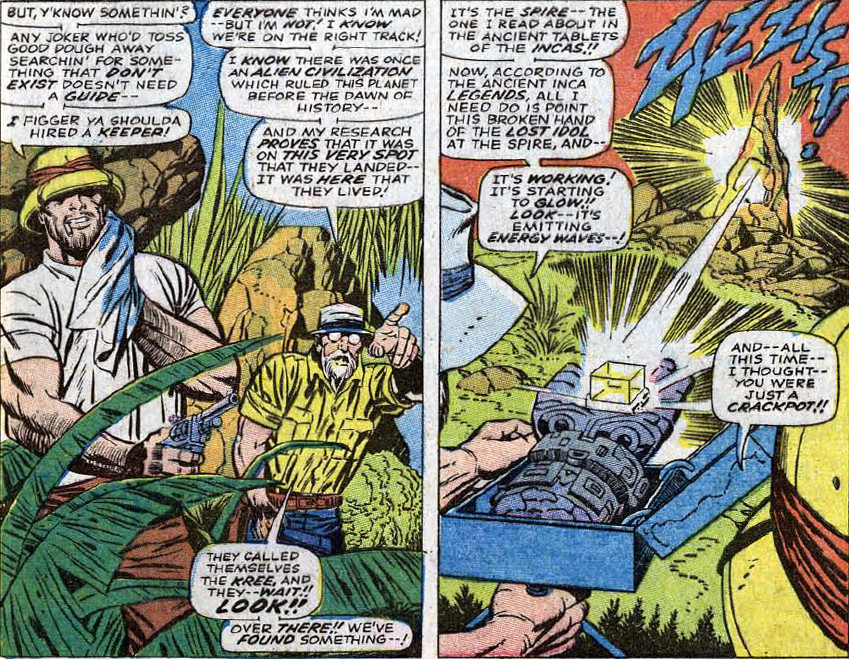 BUT, Y'KNOW SOMETHIN'?
ANY JOKER WHO'D TOSS
GOOD DOUGH AWAY
SEARCHIN' FOR SOME-
THING THAT DON'T
EXIST DOESN'T NEED
A GUIDE--
I FIGGER YA SHOULDA
HIRED A KEEPER!
EVERYONE THINKS I'M MAD
--BUT I'M NOT! I KNOW
WE'RE ON THE RIGHT TRACK!
I KNOW THERE WAS ONCE
AN ALIEN CIVILIZATION
WHICH RULED THIS PLANET
BEFORE THE DAWN OF
HISTORY--
AND MY RESEARCH
PROVES THAT IT WAS
ON THIS VERY SPOT
THAT THEY LANDED--
IT WAS HERE THAT
THEY LIVED!
THEY CALLED
THEMSELVES
THE KREE, AND
THEY--WAIT!!
LOOK!!
OVER THERE!! WE'VE
FOUND SOMETHING--!
IT'S THE SPIRE--THE
ONE I READ ABOUT IN
THE ANCIENT TABLETS
OF THE INCAS!!
NOW, ACCORDING TO
THE ANCIENT INCA
LEGENDS, ALL I
NEED DO IS POINT
THIS BROKEN HAND
OF THE LOST IDOL
AT THE SPIRE, AND--
IT'S WORKING!
IT'S STARTING
TO GLOW!!
LOOK--IT'S
EMITTING
ENERGY WAVES--!
AND--ALL
THIS TIME--
I THOUGHT--
YOU WERE
JUST A
CRACKPOT!!